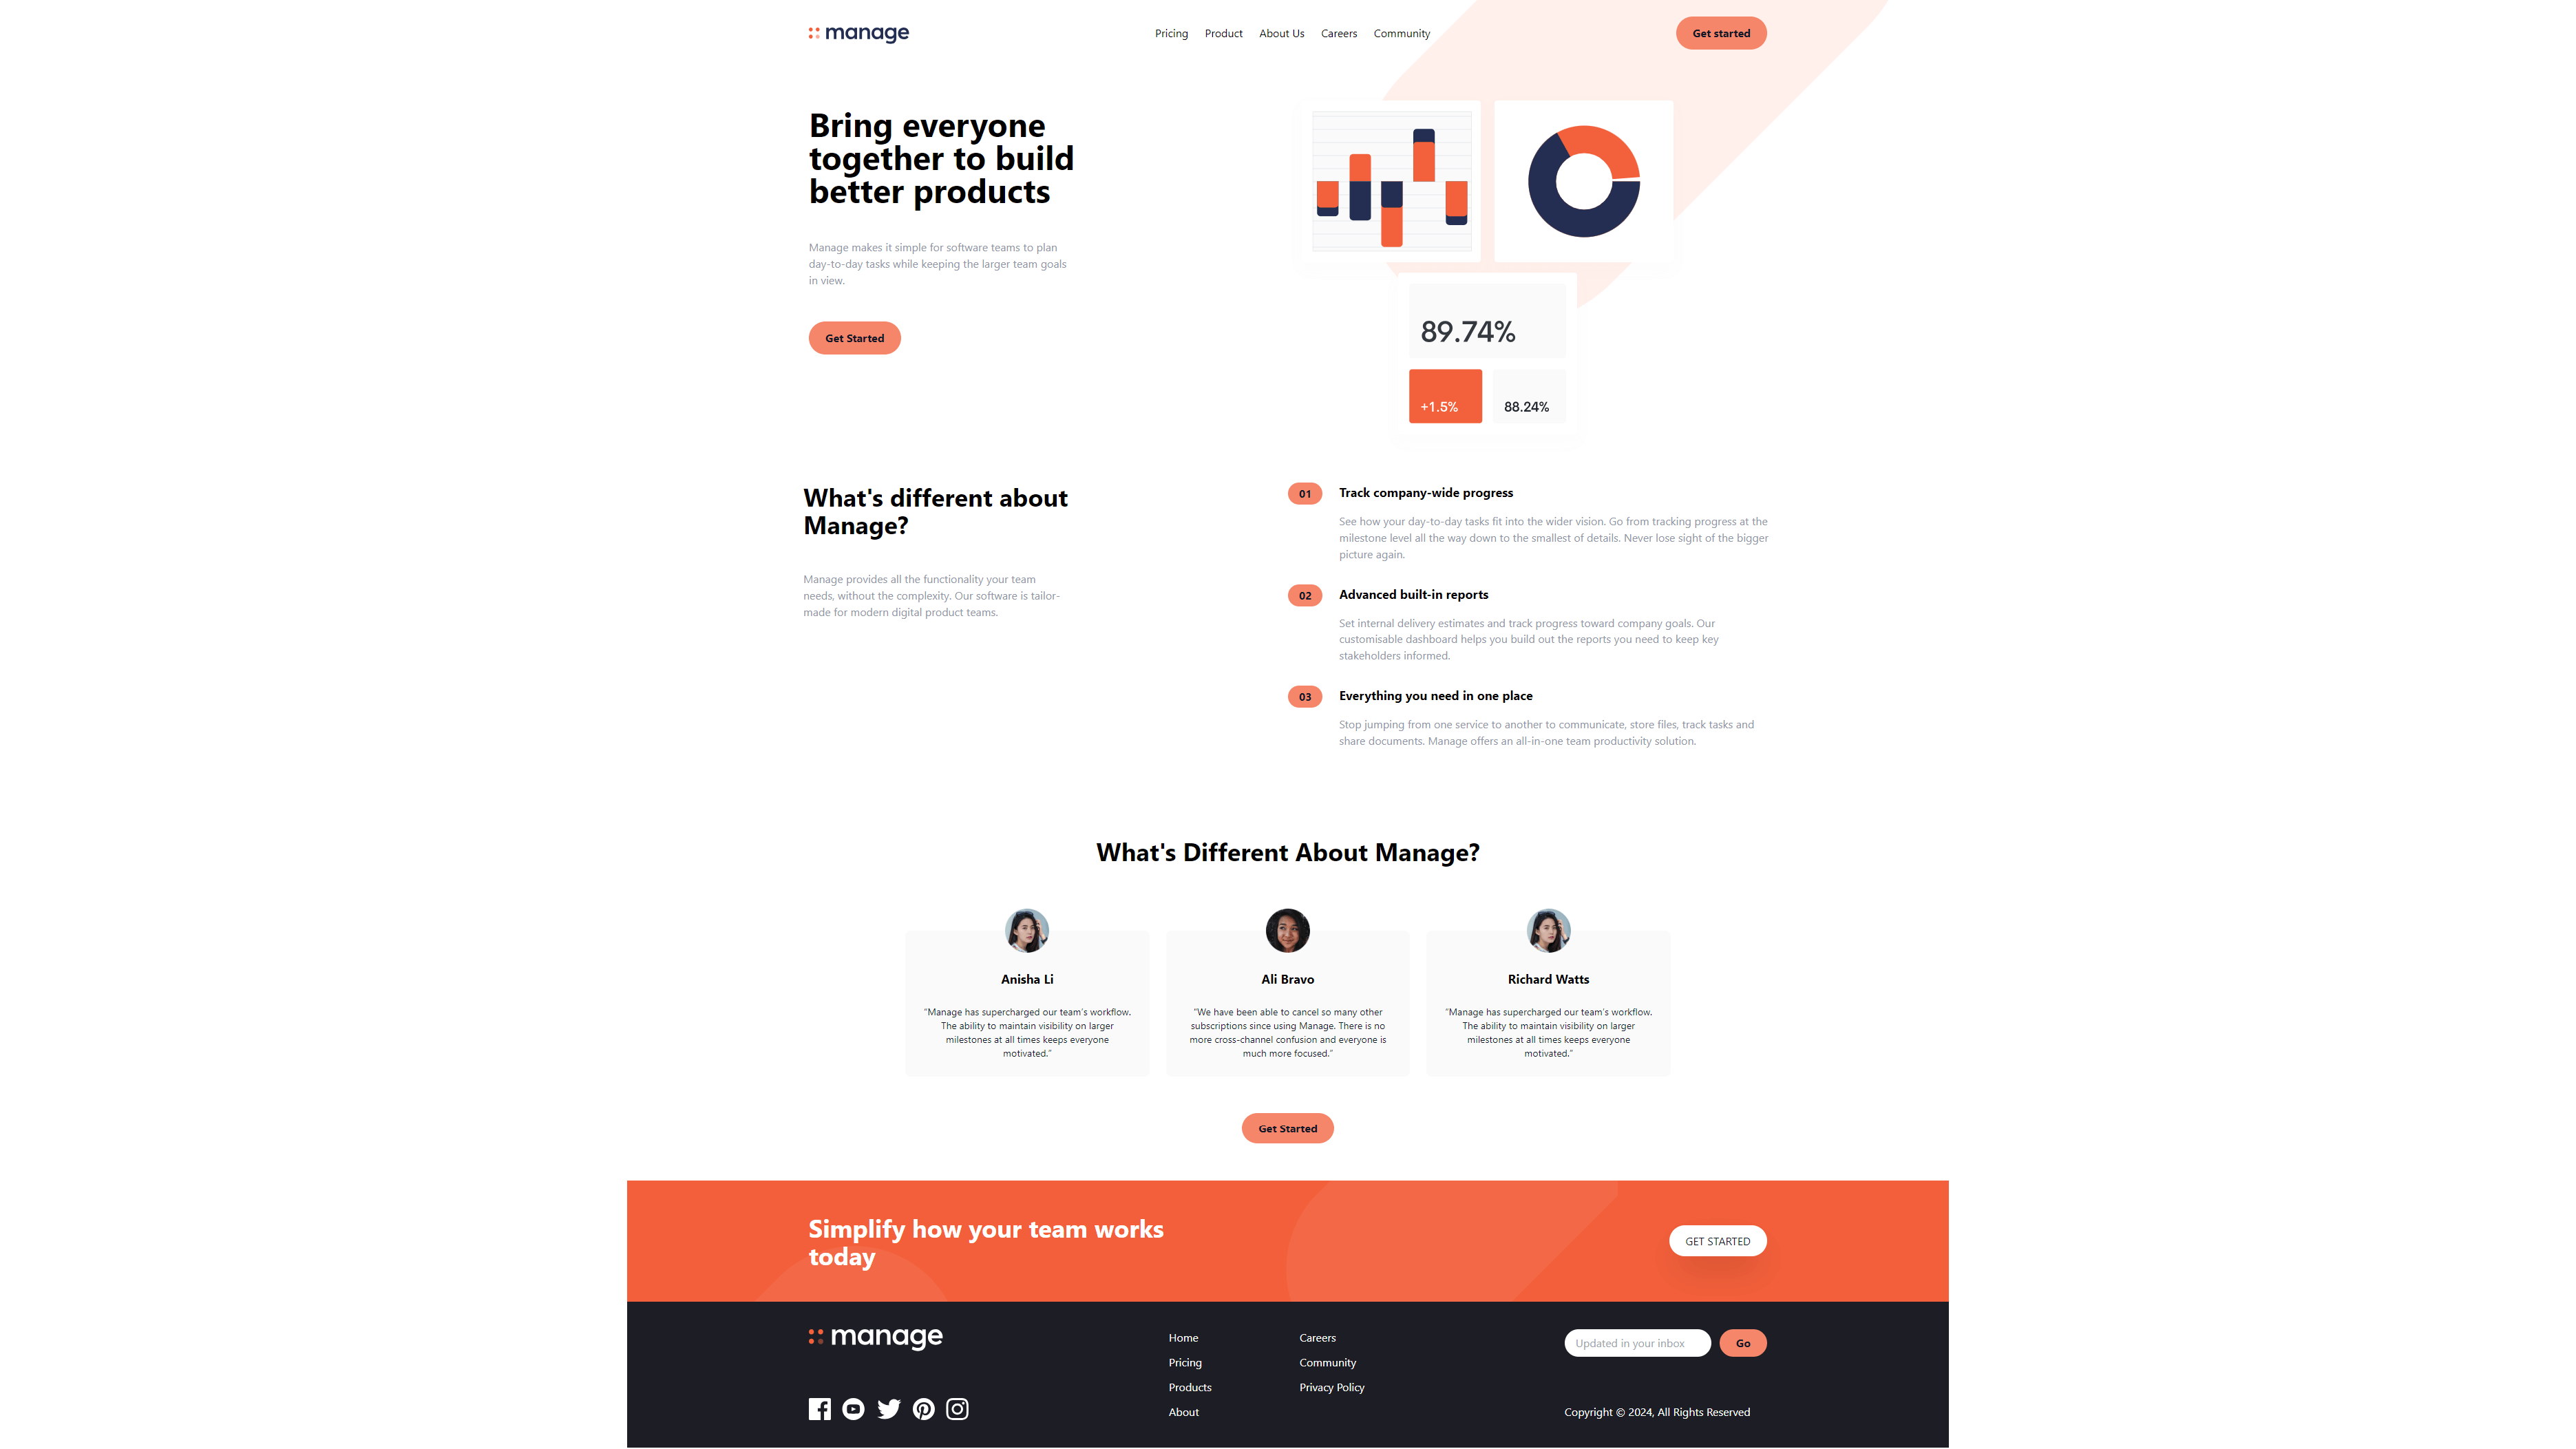 manage
Pricing Product About Us Careers Community
Get started
Bring everyone
together to build
better products
Manage makes it simple for software teams to plan
day-to-day tasks while keeping the larger team goals
in view.
Get Started
89.74%
+1.5% 88.24%
What's different about
Manage?
Manage provides all the functionality your team
needs, without the complexity. Our software is tailor-
made for modern digital product teams.
01 Track company-wide progress
See how your day-to-day tasks fit into the wider vision. Go from tracking progress at the
milestone level all the way down to the smallest of details. Never lose sight of the bigger
picture again.
02 Advanced built-in reports
Set internal delivery estimates and track progress toward company goals. Our
customisable dashboard helps you build out the reports you need to keep key
stakeholders informed.
03 Everything you need in one place
Stop jumping from one service to another to communicate, store files, track tasks and
share documents. Manage offers an all-in-one team productivity solution.
What's Different About Manage?
Anisha Li
“Manage has supercharged our team’s workflow.
The ability to maintain visibility on larger
milestones at all times keeps everyone
motivated.”
Ali Bravo
“We have been able to cancel so many other
subscriptions since using Manage. There is no
more cross-channel confusion and everyone is
much more focused.”
Richard Watts
“Manage has supercharged our team’s workflow.
The ability to maintain visibility on larger
milestones at all times keeps everyone
motivated.”
Get Started
Simplify how your team works
today
GET STARTED
manage
Home
Pricing
Products
About
Careers
Community
Privacy Policy
Updated in your inbox Go
Copyright © 2024, All Rights Reserved